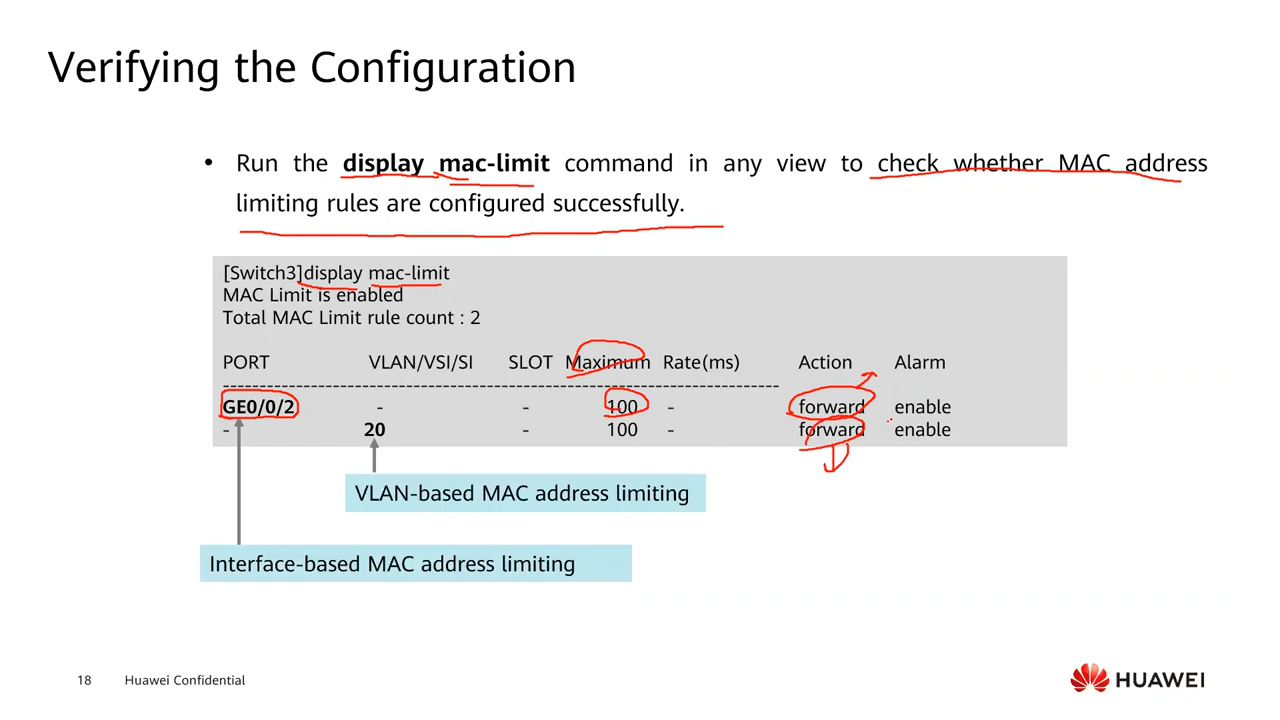 Verifying the Configuration
• Run the display mac-limit command in any view to check whether MAC address
limiting rules are configured successfully.
[Switch3]display mac-limit
MAC Limit is enabled
Total MAC Limit rule count : 2
PORT VLAN/VSI/SI SLOT Maximum Rate(ms) Action Alarm
----------------------------------------------------------------------------
GE0/0/2 - - 100 - forward enable
- 20 - 100 - forward enable
VLAN-based MAC address limiting
Interface-based MAC address limiting
18 Huawei Confidential
HUAWEI